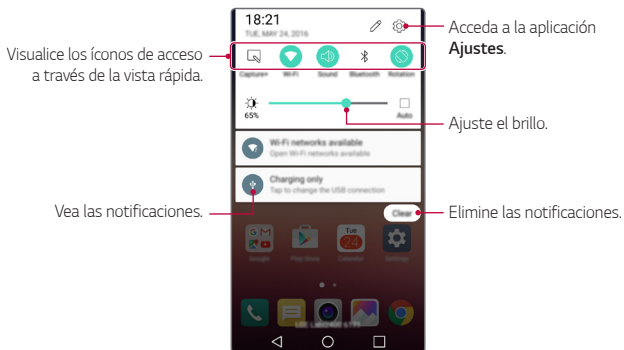 18:21
TUE, MAY 24, 2016
Acceda a la aplicación
Ajustes.
Visualice los íconos de acceso
a través de la vista rápida.
Capture+ Wi-Fi Sound Bluetooth Rotation
65%
Auto
Ajuste el brillo.
Wi-Fi networks available
Open Wi-Fi networks available
Charging only
Tap to change the USB connection
Vea las notificaciones.
Clear
Elimine las notificaciones.
Tue
24
Google Play Store Calendar Settings